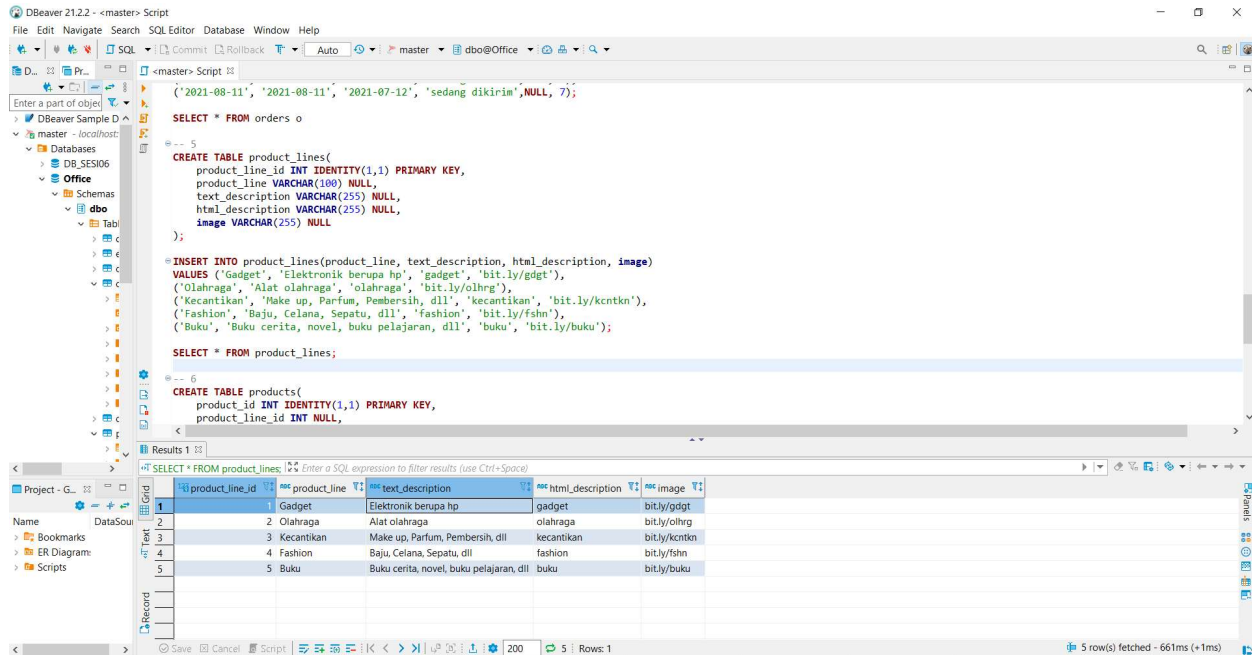 DBeaver 21.2.2 - <master> Script
File Edit Navigate Search SQL Editor Database Window Help
SQL Commit Rollback Auto master dbo@Office
D... Pr... <master> Script
Enter a part of objec
DBeaver Sample D
master - localhost:
Databases
DB_SESI06
Office
Schemas
dbo
Tabl
('2021-08-11', '2021-08-11', '2021-07-12', 'sedang dikirim',NULL, 7);
SELECT * FROM orders o
-- 5
CREATE TABLE product_lines(
product_line_id INT IDENTITY(1,1) PRIMARY KEY,
product_line VARCHAR(100) NULL,
text_description VARCHAR(255) NULL,
html_description VARCHAR(255) NULL,
image VARCHAR(255) NULL
);
INSERT INTO product_lines(product_line, text_description, html_description, image)
VALUES ('Gadget', 'Elektronik berupa hp', 'gadget', 'bit.ly/gdgt'),
('Olahraga', 'Alat olahraga', 'olahraga', 'bit.ly/olhrg'),
('Kecantikan', 'Make up, Parfum, Pembersih, dll', 'kecantikan', 'bit.ly/kcntkn'),
('Fashion', 'Baju, Celana, Sepatu, dll', 'fashion', 'bit.ly/fshn'),
('Buku', 'Buku cerita, novel, buku pelajaran, dll', 'buku', 'bit.ly/buku');
SELECT * FROM product_lines;
-- 6
CREATE TABLE products(
product_id INT IDENTITY(1,1) PRIMARY KEY,
product_line_id INT NULL,
Results 1
SELECT * FROM product_lines; Enter a SQL expression to filter results (use Ctrl+Space)
Project - G...
Name DataSou
Bookmarks
ER Diagram:
Scripts
Grid
Text
Record
product_line_id product_line text_description html_description image
1 1 Gadget Elektronik berupa hp gadget bit.ly/gdgt
2 2 Olahraga Alat olahraga olahraga bit.ly/olhrg
3 3 Kecantikan Make up, Parfum, Pembersih, dll kecantikan bit.ly/kcntkn
4 4 Fashion Baju, Celana, Sepatu, dll fashion bit.ly/fshn
5 5 Buku Buku cerita, novel, buku pelajaran, dll buku bit.ly/buku
Panels
Save Cancel Script 200 5 Rows: 1
5 row(s) fetched - 661ms (+1ms)